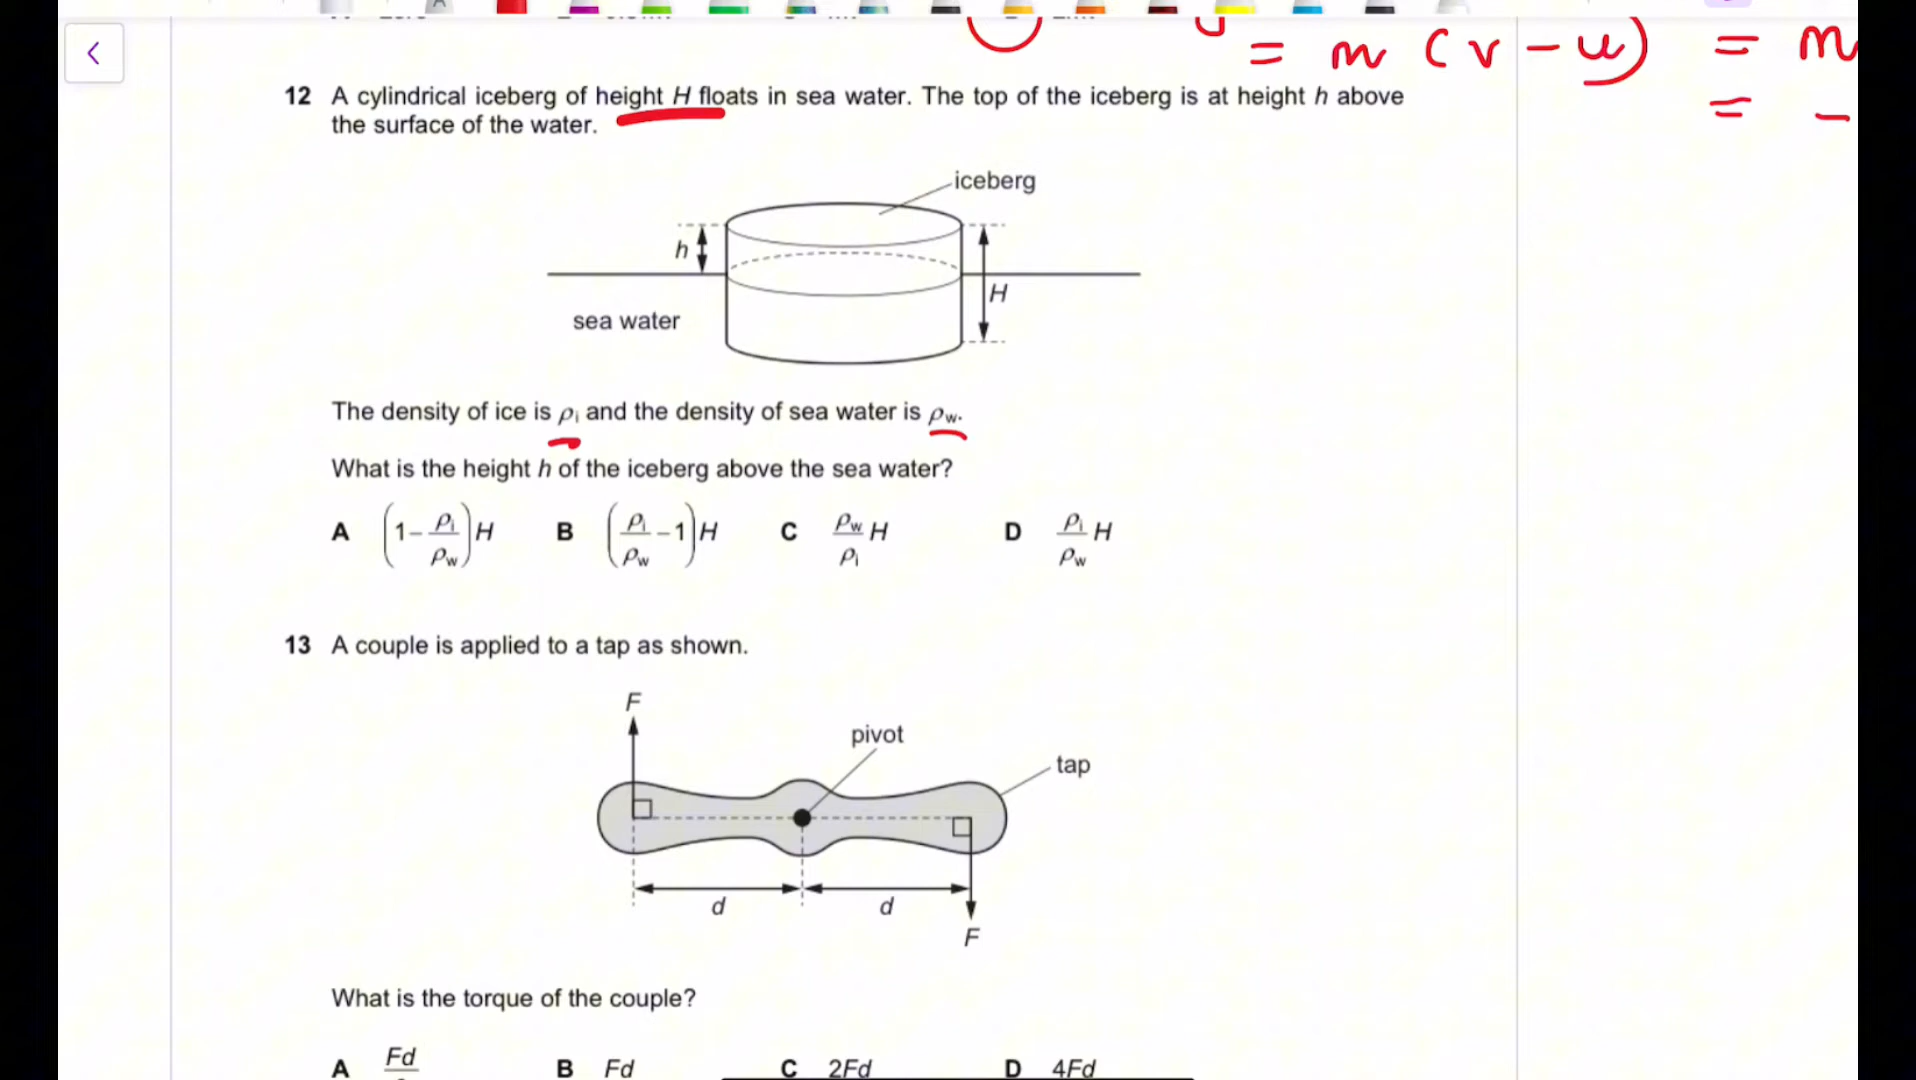 = m (v - u) = m
= -
12 A cylindrical iceberg of height H floats in sea water. The top of the iceberg is at height h above
the surface of the water.
iceberg
h
H
sea water
The density of ice is ρi and the density of sea water is ρw.
What is the height h of the iceberg above the sea water?
A (1 - ρi/ρw)H B (ρi/ρw - 1)H C ρw/ρi H D ρi/ρw H
13 A couple is applied to a tap as shown.
F
pivot
tap
d d
F
What is the torque of the couple?
A Fd B Fd C 2Fd D 4Fd